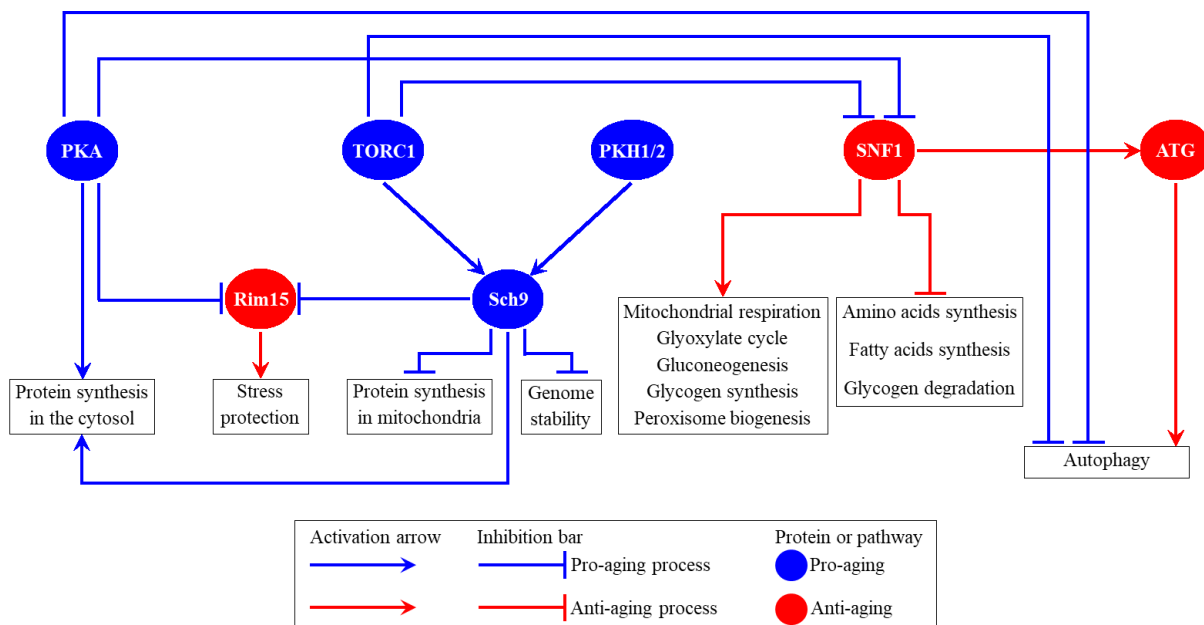 PKA
TORC1
PKH1/2
SNF1
ATG
Rim15
Sch9
Protein synthesis
in the cytosol
Stress
protection
Protein synthesis
in mitochondria
Genome
stability
Mitochondrial respiration
Glyoxylate cycle
Gluconeogenesis
Glycogen synthesis
Peroxisome biogenesis
Amino acids synthesis
Fatty acids synthesis
Glycogen degradation
Autophagy
Activation arrow
Inhibition bar
Protein or pathway
Pro-aging process
Pro-aging
Anti-aging process
Anti-aging